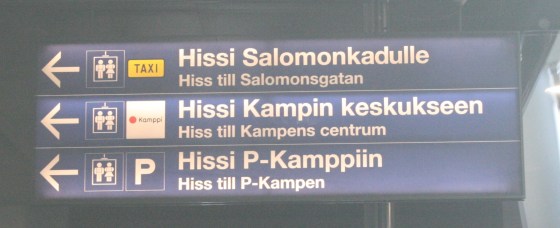 TAXI Hissi Salomonkadulle
Hiss till Salomonsgatan
Kamppi Hissi Kampin keskukseen
Hiss till Kampens centrum
P Hissi P-Kamppiin
Hiss till P-Kampen